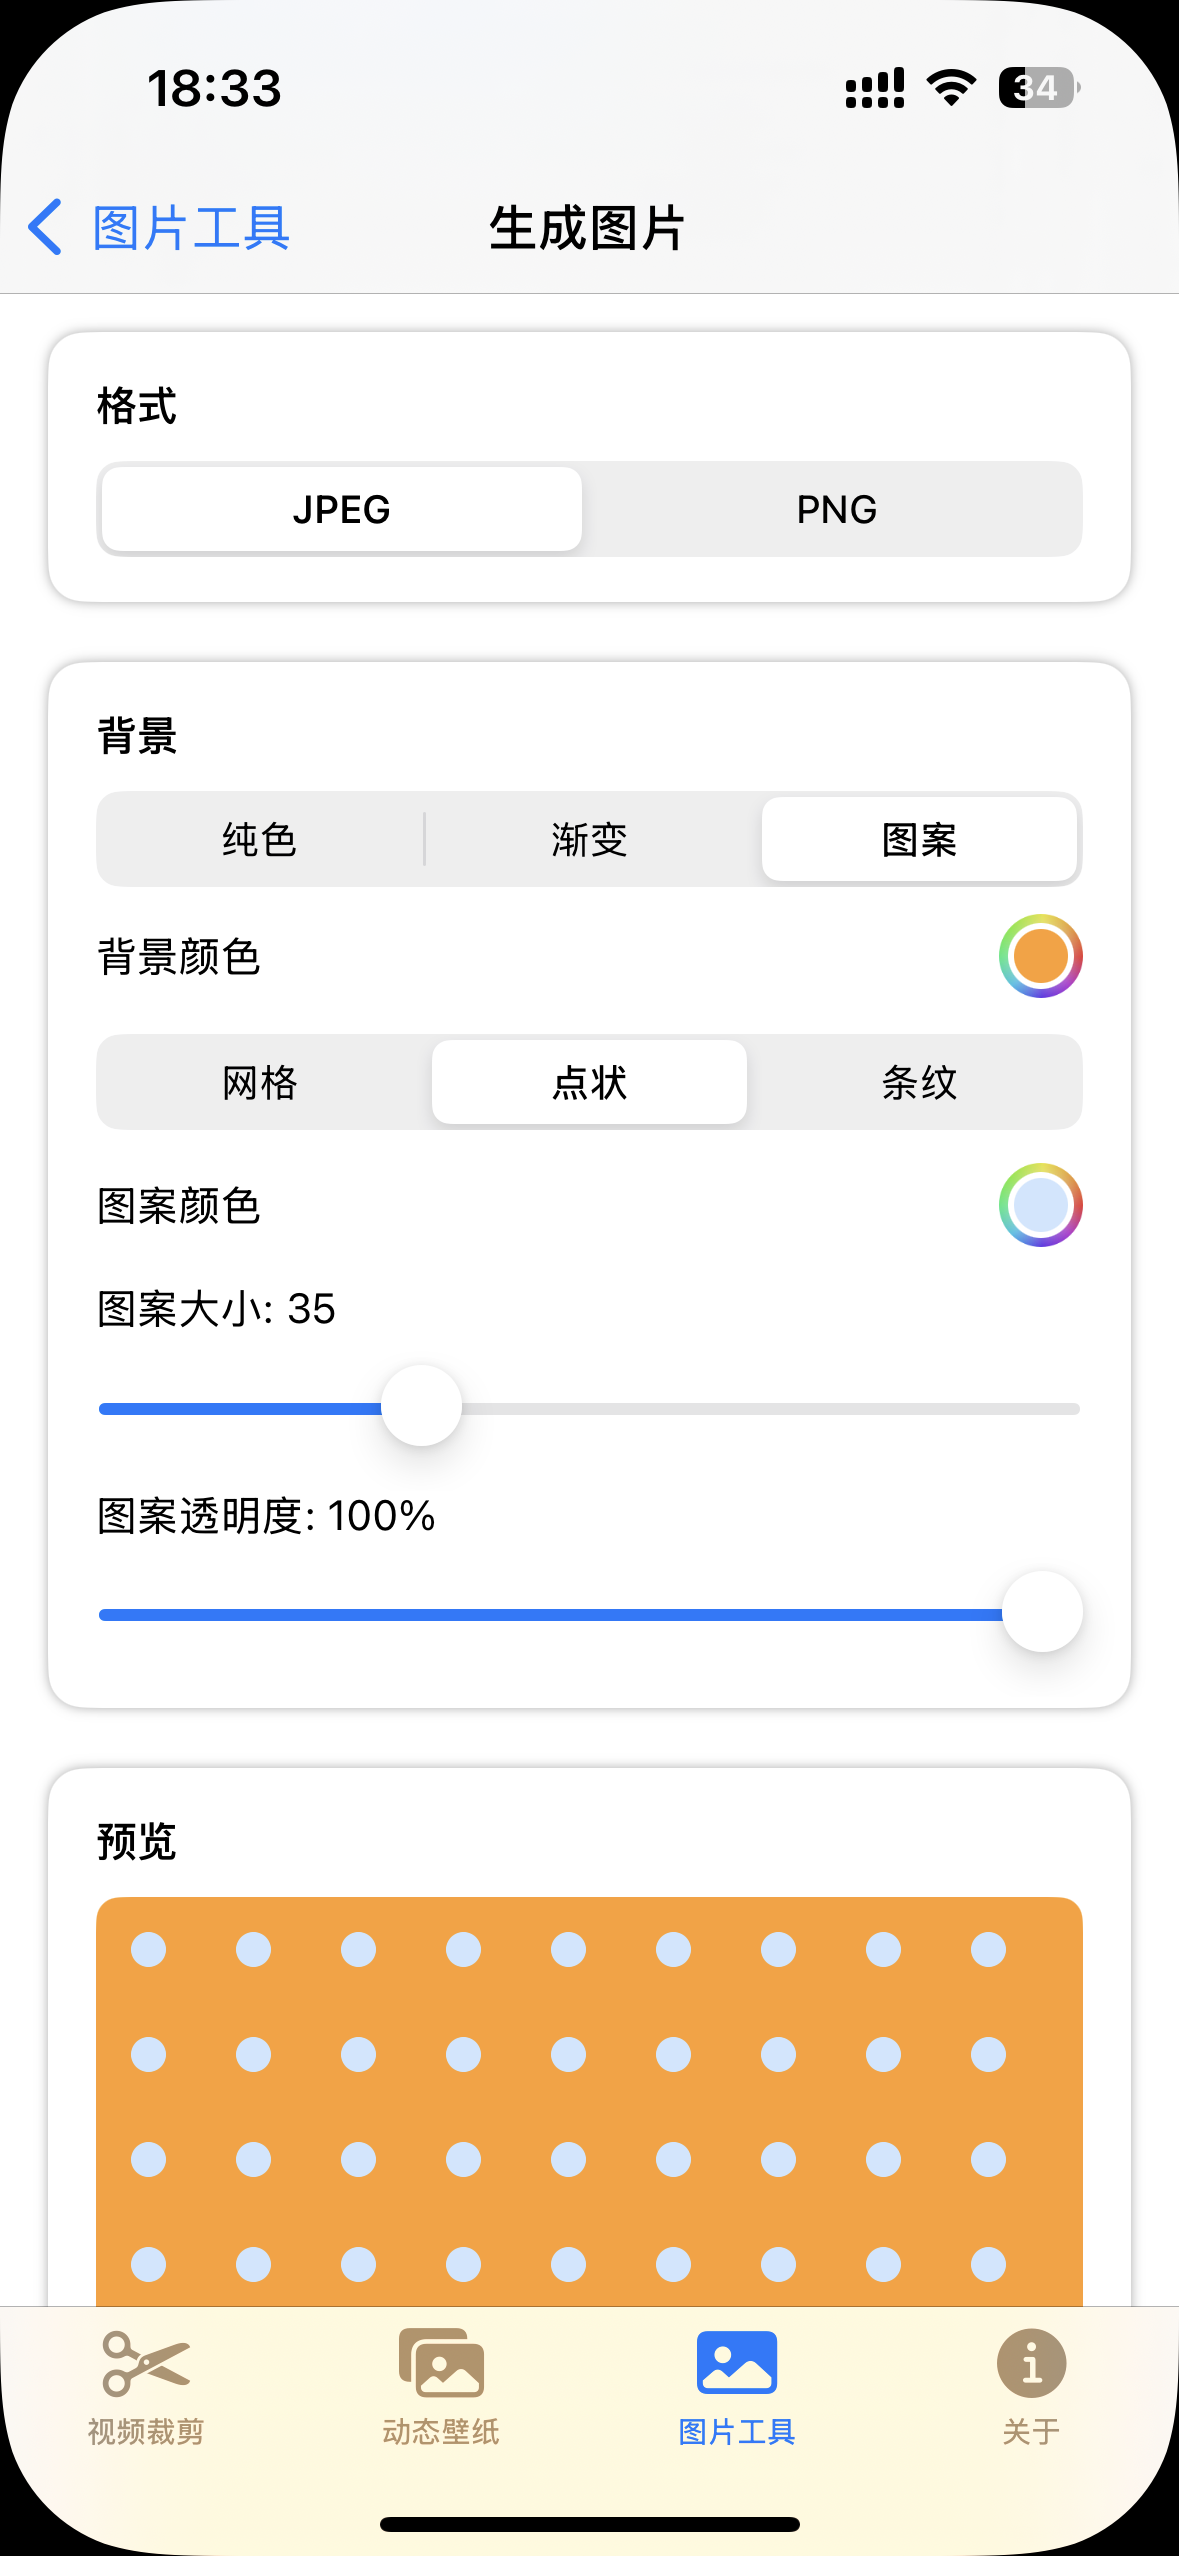 18:33
34
图片工具
生成图片
格式
JPEG
PNG
背景
纯色
渐变
图案
背景颜色
网格
点状
条纹
图案颜色
图案大小: 35
图案透明度: 100%
预览
视频裁剪
动态壁纸
图片工具
关于